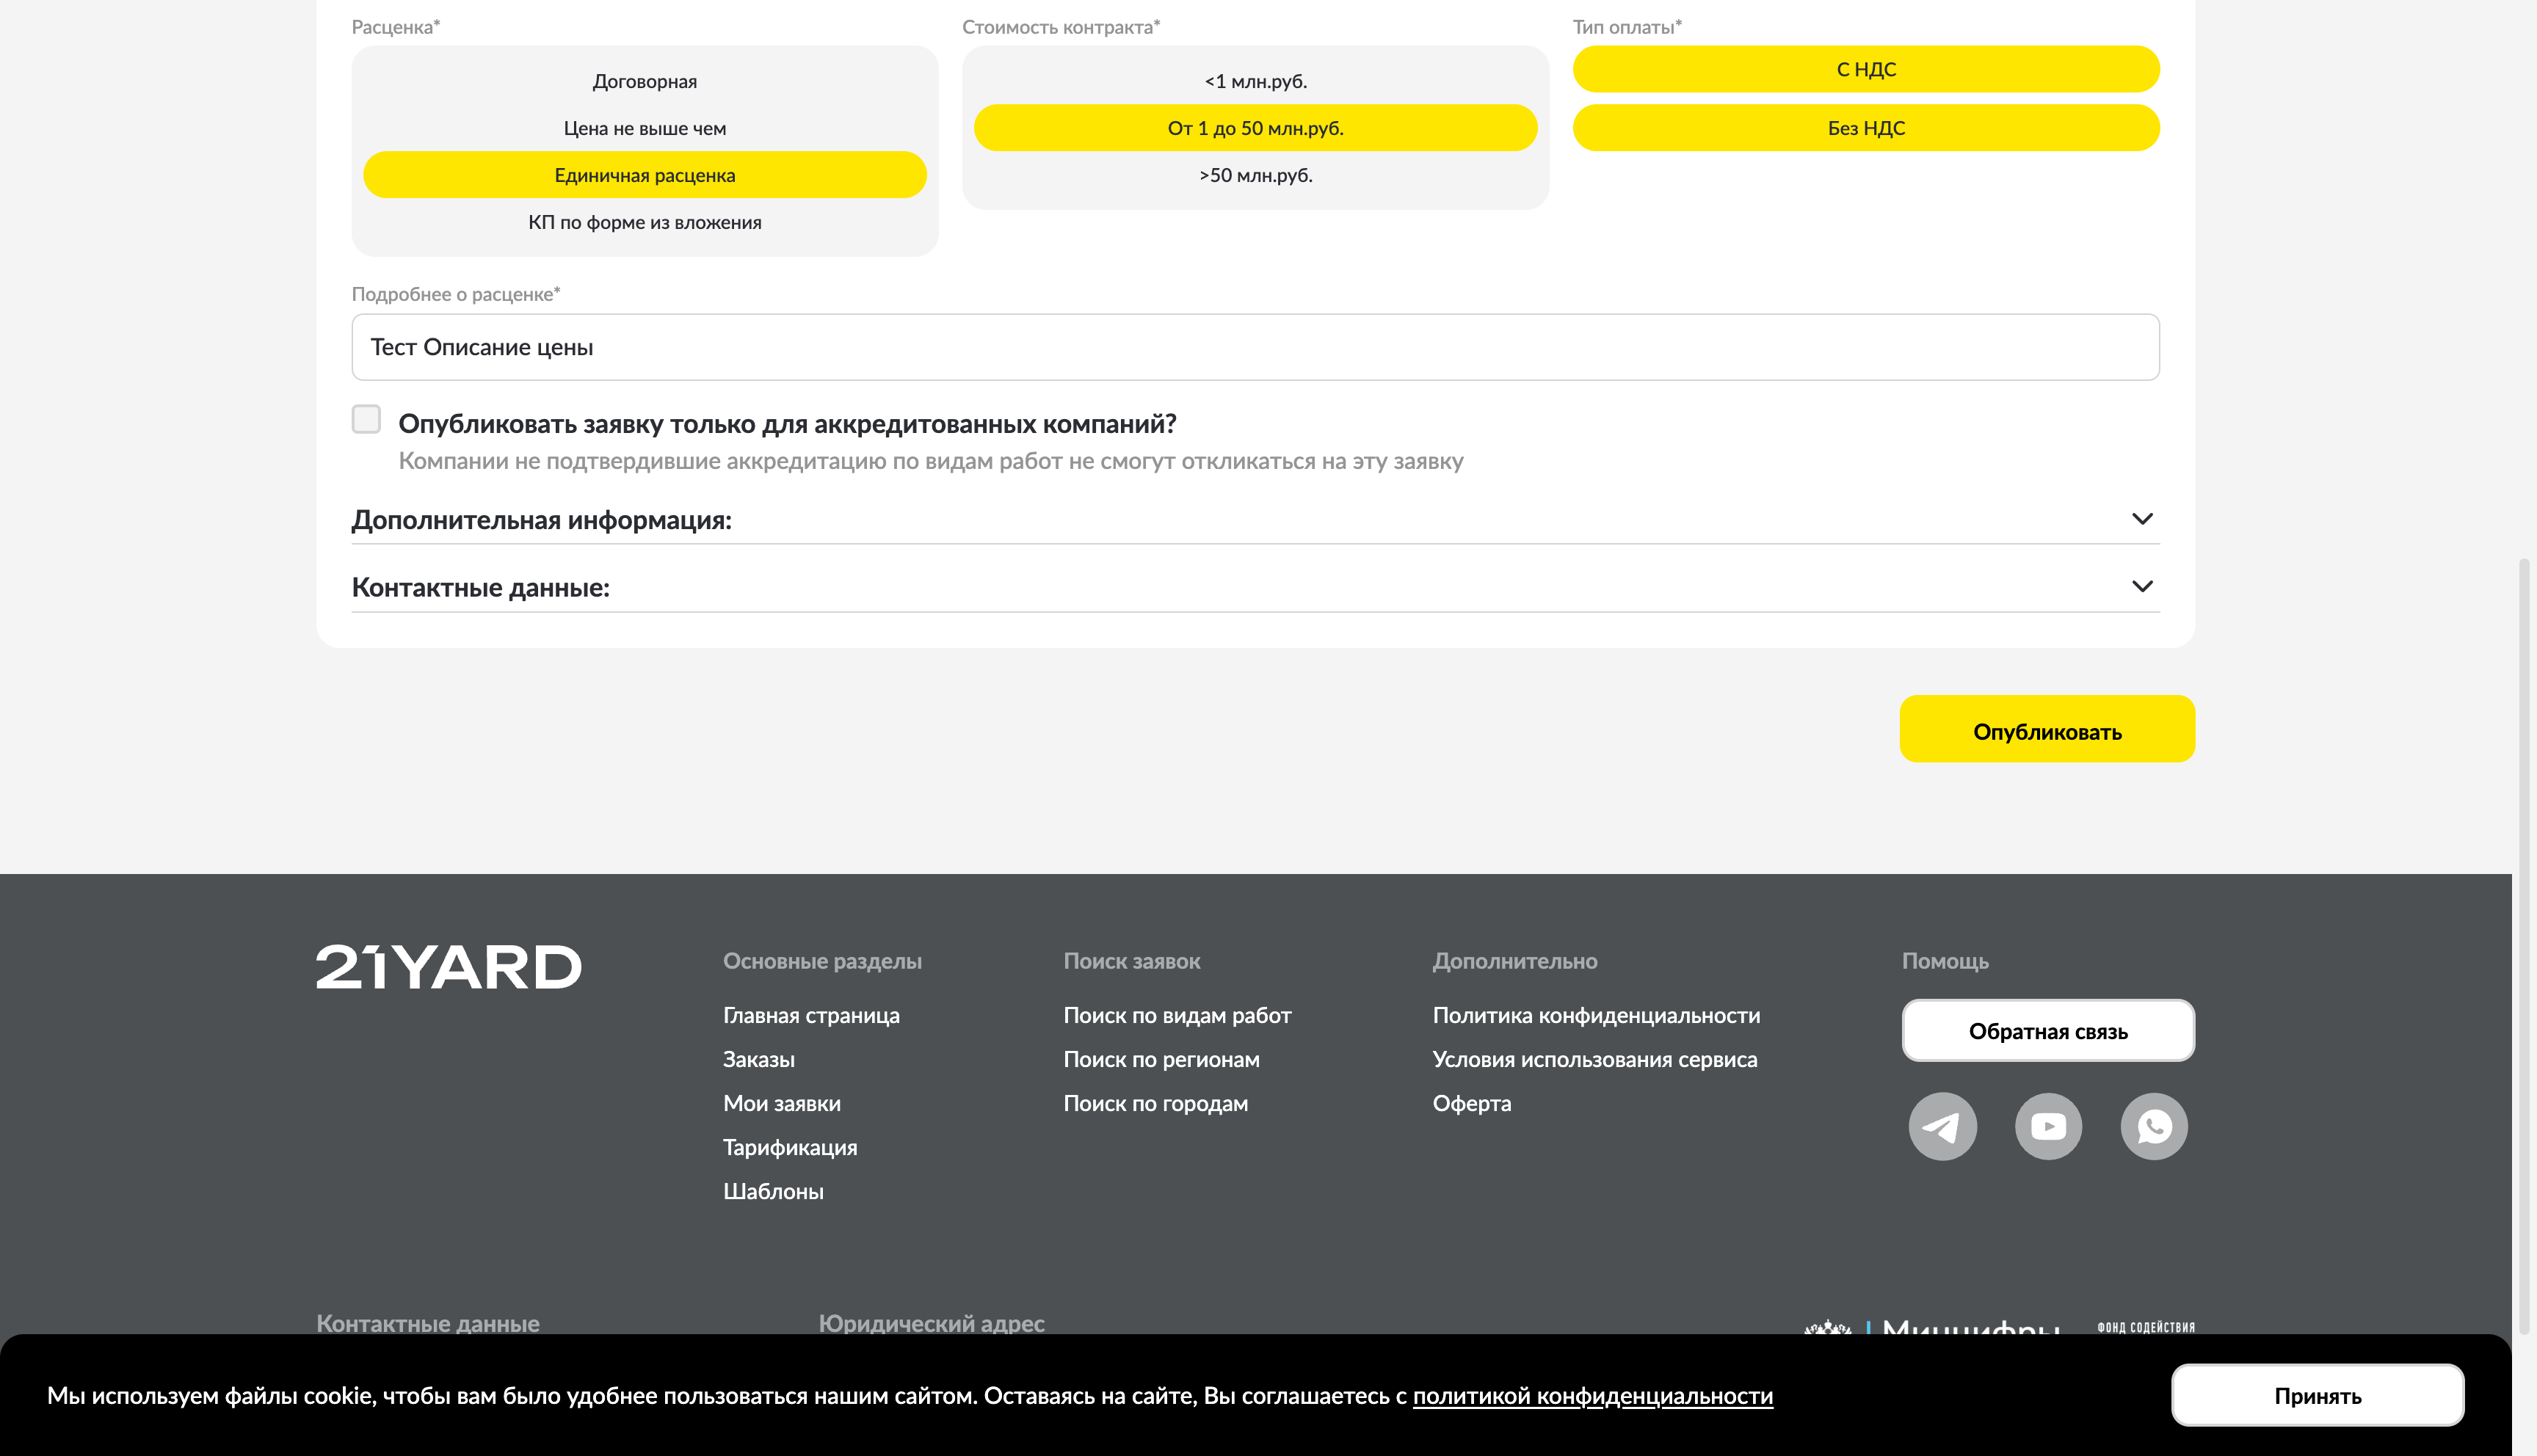 Расценка*
Договорная
Цена не выше чем
Единичная расценка
КП по форме из вложения
Стоимость контракта*
<1 млн.руб.
От 1 до 50 млн.руб.
>50 млн.руб.
Тип оплаты*
С НДС
Без НДС
Подробнее о расценке*
Тест Описание цены
Опубликовать заявку только для аккредитованных компаний?
Компании не подтвердившие аккредитацию по видам работ не смогут откликаться на эту заявку
Дополнительная информация:
Контактные данные:
Опубликовать
21YARD
Основные разделы
Главная страница
Заказы
Мои заявки
Тарификация
Шаблоны
Поиск заявок
Поиск по видам работ
Поиск по регионам
Поиск по городам
Дополнительно
Политика конфиденциальности
Условия использования сервиса
Оферта
Помощь
Обратная связь
Контактные данные
Юридический адрес
Минцифры
ФОНД СОДЕЙСТВИЯ
Мы используем файлы cookie, чтобы вам было удобнее пользоваться нашим сайтом. Оставаясь на сайте, Вы соглашаетесь с политикой конфиденциальности
Принять